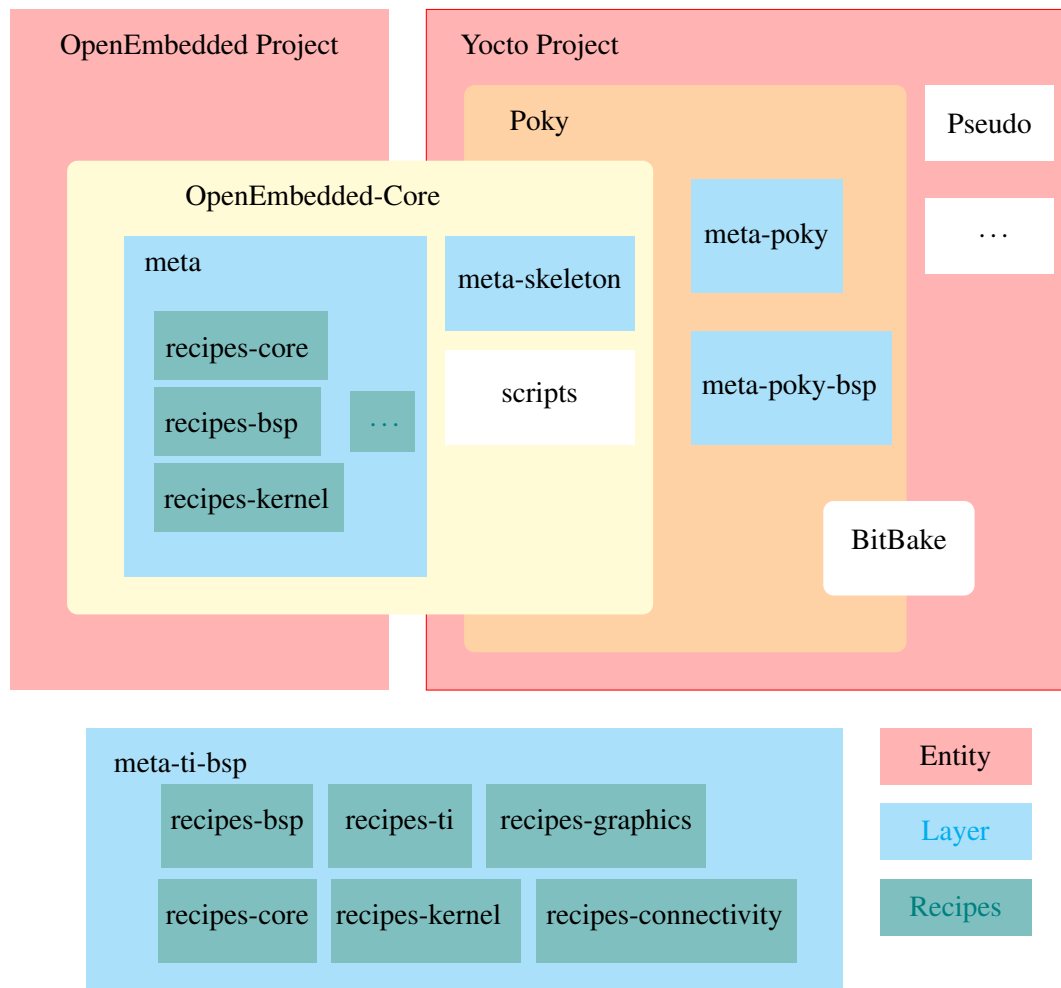 OpenEmbedded Project
Yocto Project
Poky
Pseudo
OpenEmbedded-Core
meta-poky
...
meta
meta-skeleton
recipes-core
meta-poky-bsp
scripts
recipes-bsp
...
recipes-kernel
BitBake
meta-ti-bsp
Entity
recipes-bsp
recipes-ti
recipes-graphics
Layer
recipes-core
recipes-kernel
recipes-connectivity
Recipes